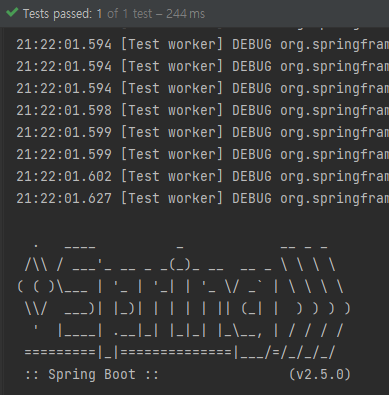 Tests passed: 1 of 1 test – 244 ms
21:22:01.594 [Test worker] DEBUG org.springfram
21:22:01.594 [Test worker] DEBUG org.springfram
21:22:01.594 [Test worker] DEBUG org.springfram
21:22:01.598 [Test worker] DEBUG org.springfram
21:22:01.599 [Test worker] DEBUG org.springfram
21:22:01.599 [Test worker] DEBUG org.springfram
21:22:01.602 [Test worker] DEBUG org.springfram
21:22:01.627 [Test worker] DEBUG org.springfram
  .   ____          _            __ _ _
 /\\ / ___'_ __ _ _(_)_ __  __ _ \ \ \ \
( ( )\___ | '_ | '_| | '_ \/ _` | \ \ \ \
 \\/  ___)| |_)| | | | | || (_| |  ) ) ) )
  '  |____| .__|_| |_|_| |_\__, | / / / /
 =========|_|==============|___/=/_/_/_/
 :: Spring Boot ::                (v2.5.0)